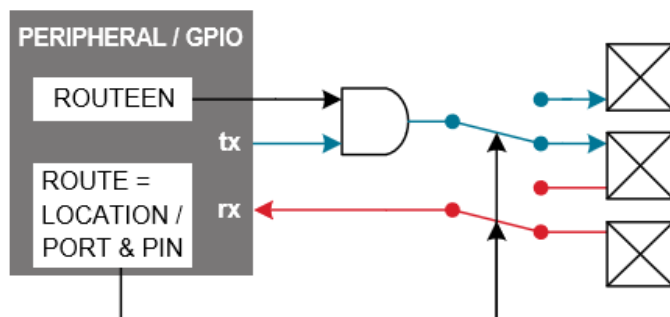 PERIPHERAL / GPIO
ROUTEEN
tx
ROUTE =
LOCATION /
PORT & PIN
rx